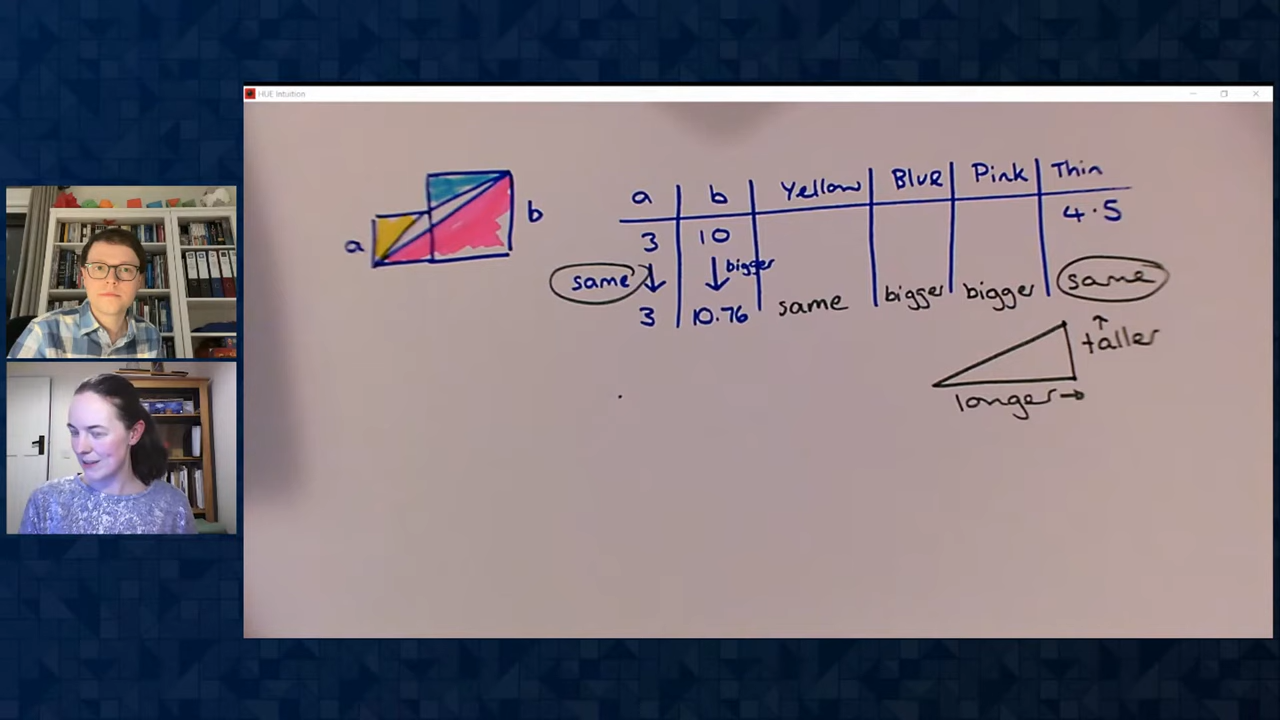 HUE Intuition
a b Yellow Blue Pink Thin
3 10 4.5
same bigger
3 10.76 same bigger bigger same
a b
taller
longer